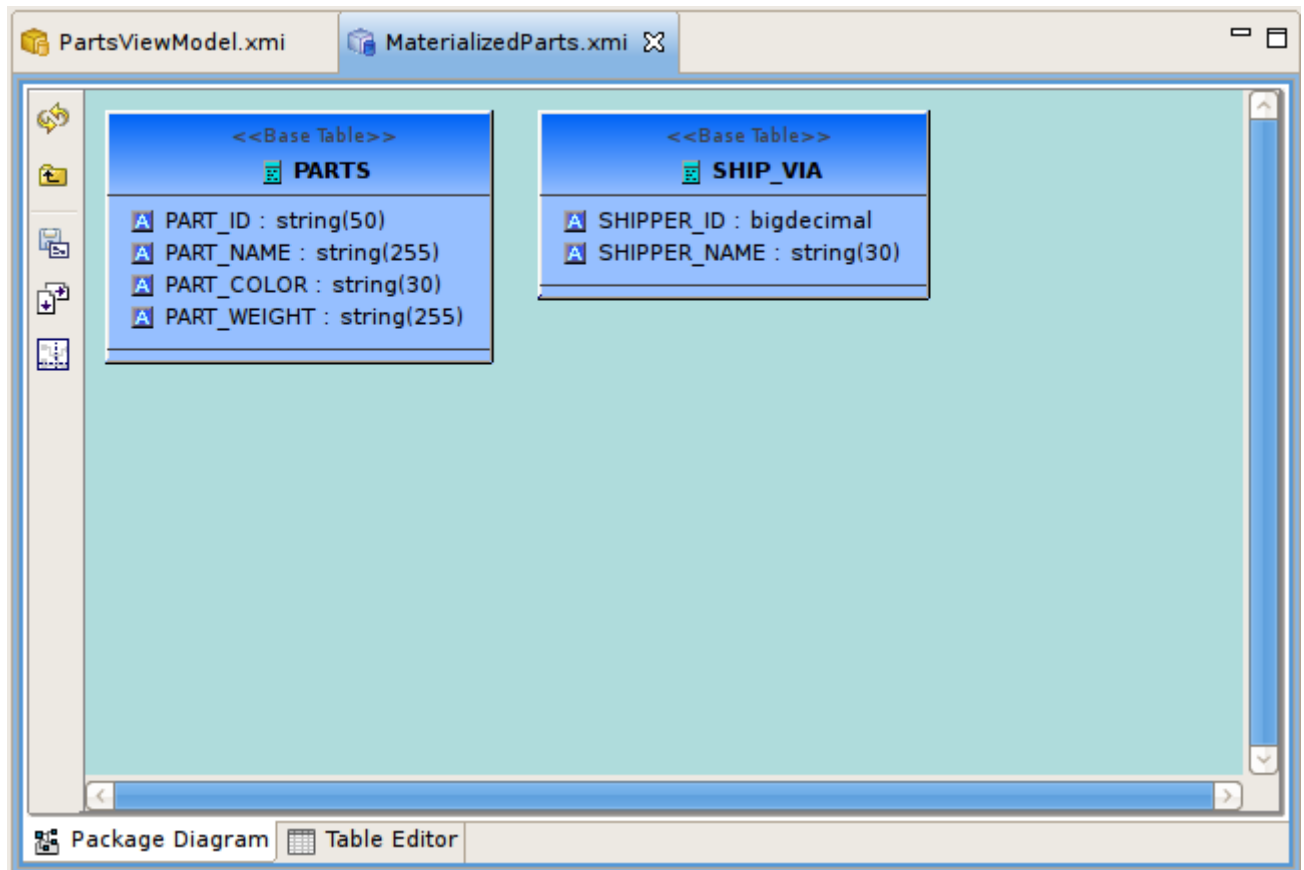 PartsViewModel.xmi
MaterializedParts.xmi
<<Base Table>>
PARTS
PART_ID : string(50)
PART_NAME : string(255)
PART_COLOR : string(30)
PART_WEIGHT : string(255)
<<Base Table>>
SHIP_VIA
SHIPPER_ID : bigdecimal
SHIPPER_NAME : string(30)
Package Diagram
Table Editor